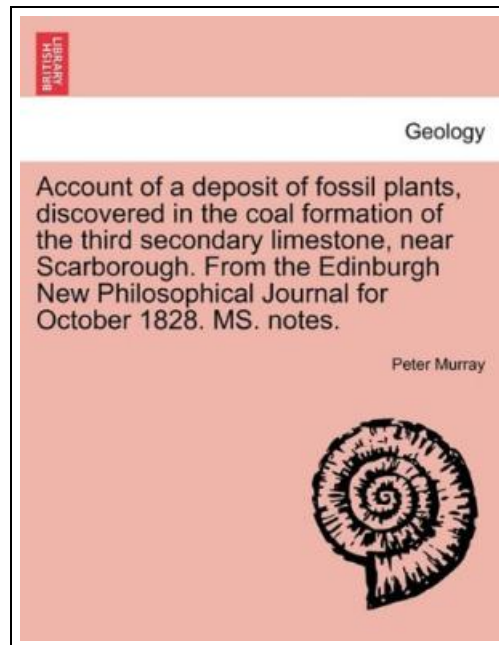 BRITISH
LIBRARY
Geology
Account of a deposit of fossil plants,
discovered in the coal formation of
the third secondary limestone, near
Scarborough. From the Edinburgh
New Philosophical Journal for
October 1828. MS. notes.
Peter Murray